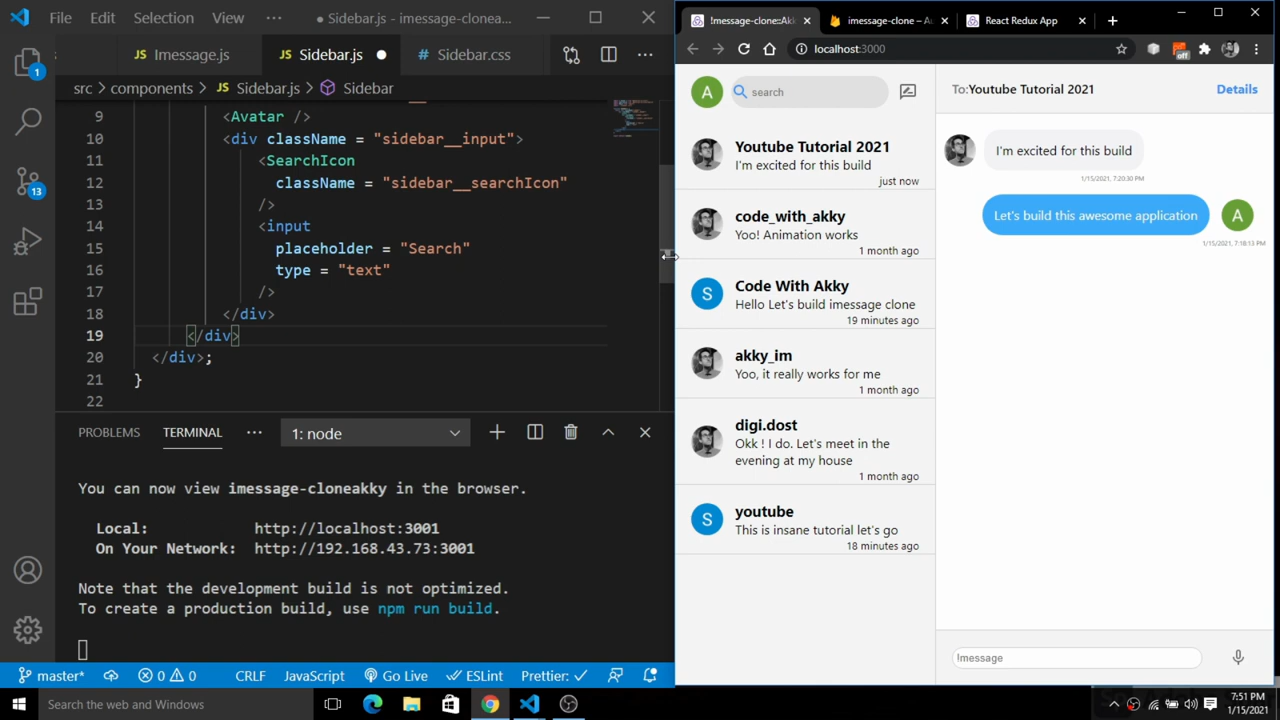 File Edit Selection View ··· ● Sidebar.js - imessage-clonea...
JS Imessage.js JS Sidebar.js ● # Sidebar.css ···
src > components > JS Sidebar.js > Sidebar
9 <Avatar />
10 <div className = "sidebar__input">
11 <SearchIcon
12 className = "sidebar__searchIcon"
13 />
14 <input
15 placeholder = "Search"
16 type = "text"
17 />
18 </div>
19 </div>
20 </div>;
21 }
22
PROBLEMS TERMINAL ··· 1: node
You can now view imessage-cloneakky in the browser.
Local: http://localhost:3001
On Your Network: http://192.168.43.73:3001
Note that the development build is not optimized.
To create a production build, use npm run build.
master* 0 0 CRLF JavaScript Go Live ESLint Prettier: ✓
!message-clone::Akk imessage-clone – Au React Redux App
localhost:3000
off
A search
To:Youtube Tutorial 2021 Details
Youtube Tutorial 2021
I'm excited for this build
just now
code_with_akky
Yoo! Animation works
1 month ago
S Code With Akky
Hello Let's build imessage clone
19 minutes ago
akky_im
Yoo, it really works for me
1 month ago
digi.dost
Okk ! I do. Let's meet in the
evening at my house
1 month ago
S youtube
This is insane tutorial let's go
18 minutes ago
I'm excited for this build
1/15/2021, 7:20:30 PM
Let's build this awesome application A
1/15/2021, 7:18:13 PM
!message
1
13
Search the web and Windows
7:51 PM
1/15/2021